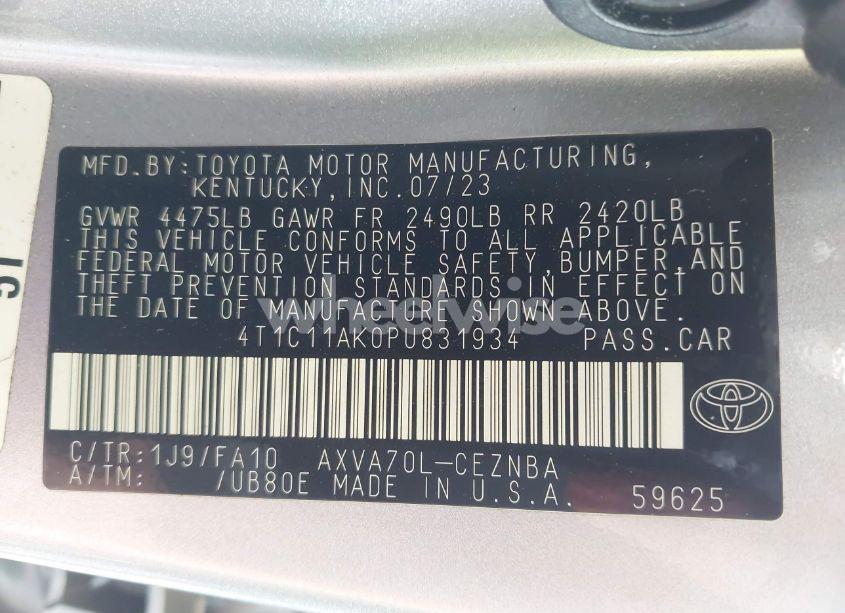 MFD.BY:TOYOTA MOTOR MANUFACTURING,
KENTUCKY,INC.07/23
GVWR 4475LB GAWR FR 2490LB RR 2420LB
THIS VEHICLE CONFORMS TO ALL APPLICABLE
FEDERAL MOTOR VEHICLE SAFETY,BUMPER,AND
THEFT PREVENTION STANDARDS IN EFFECT ON
THE DATE OF MANUFACTURE SHOWN ABOVE.
wheelwise
4T1C11AK0PU831934 PASS.CAR
C/TR:1J9/FA10 AXVA70L-CEZNBA
A/TM: /UB80E MADE IN U.S.A. 59625